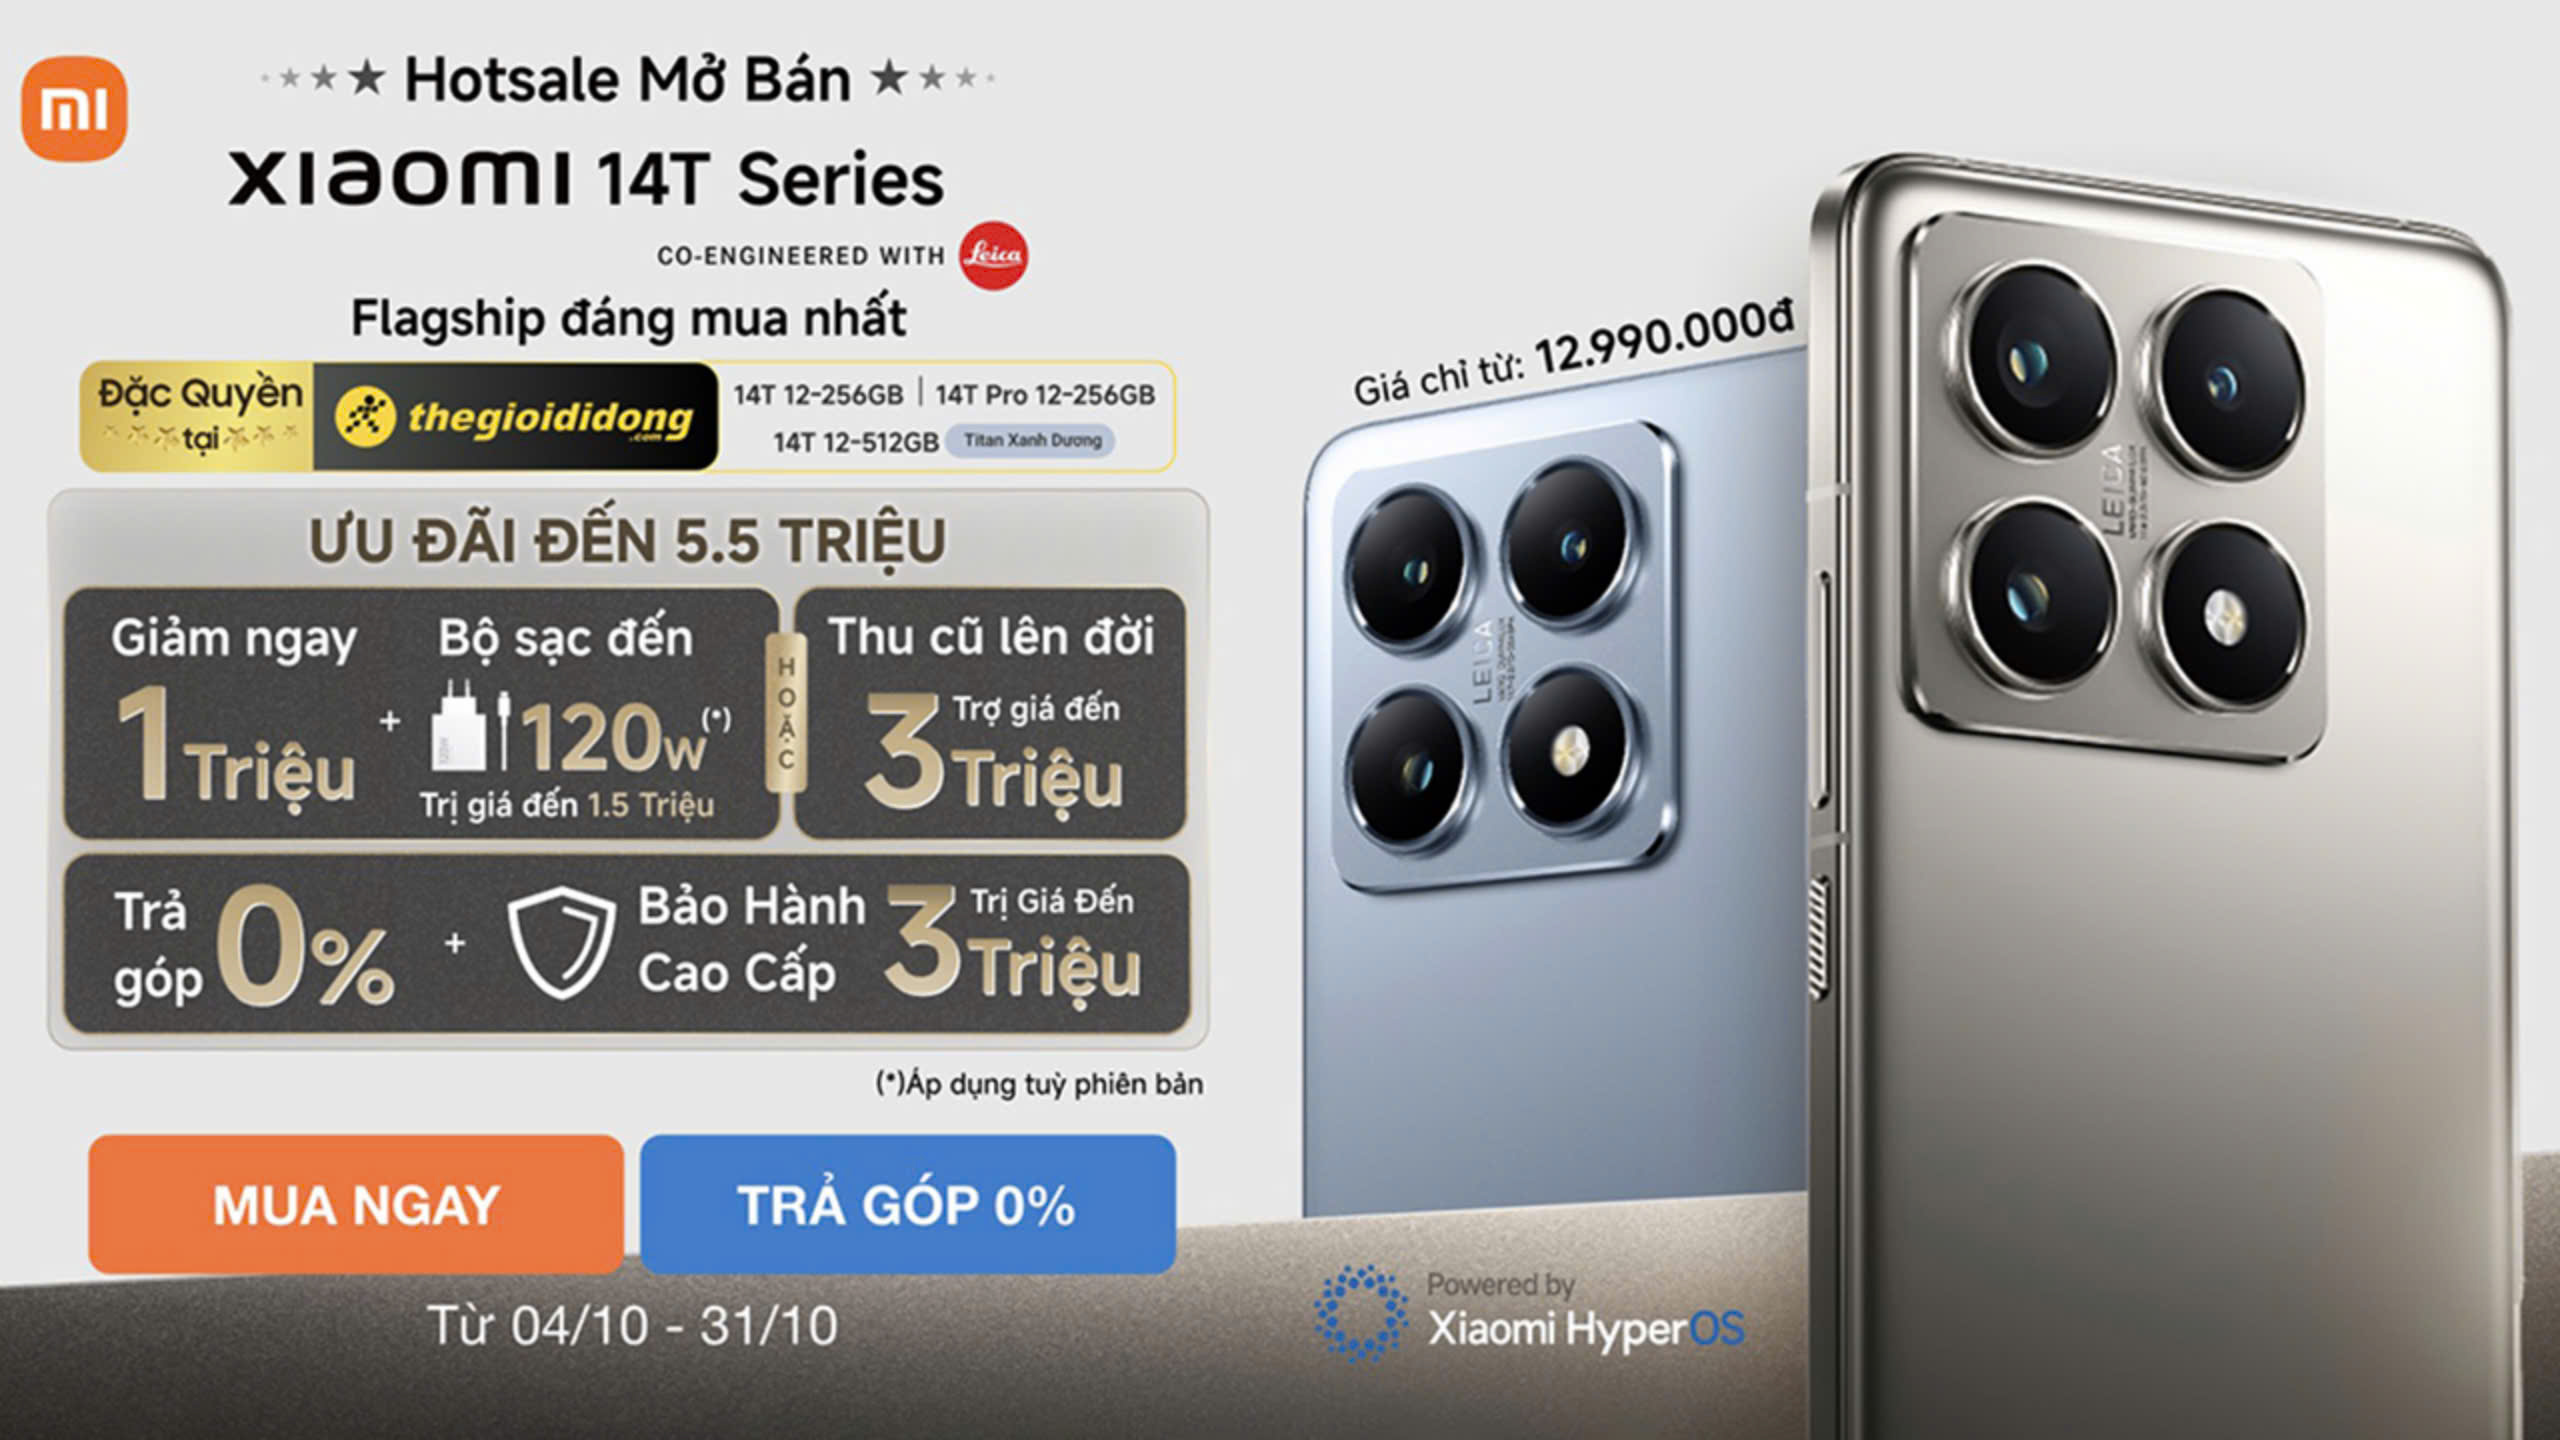 mi
Hotsale Mở Bán
xiaomi 14T Series
CO-ENGINEERED WITH Leica
Flagship đáng mua nhất
Đặc Quyền
tại
thegioididong
.com
14T 12-256GB | 14T Pro 12-256GB
14T 12-512GB Titan Xanh Dương
ƯU ĐÃI ĐẾN 5.5 TRIỆU
Giảm ngay
1 Triệu
+
Bộ sạc đến
120W(*)
Trị giá đến 1.5 Triệu
HOẶC
Thu cũ lên đời
Trợ giá đến
3 Triệu
Trả góp 0%
+
Bảo Hành
Cao Cấp
Trị Giá Đến
3 Triệu
(*)Áp dụng tuỳ phiên bản
MUA NGAY
TRẢ GÓP 0%
Từ 04/10 - 31/10
Giá chỉ từ: 12.990.000đ
LEICA
LEICA
Powered by
Xiaomi HyperOS